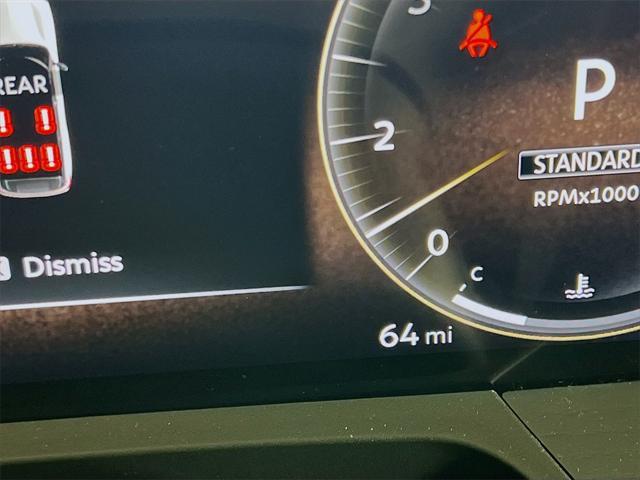 REAR
3
P
2
STANDARD
RPMx1000
0
Dismiss
C
64 mi